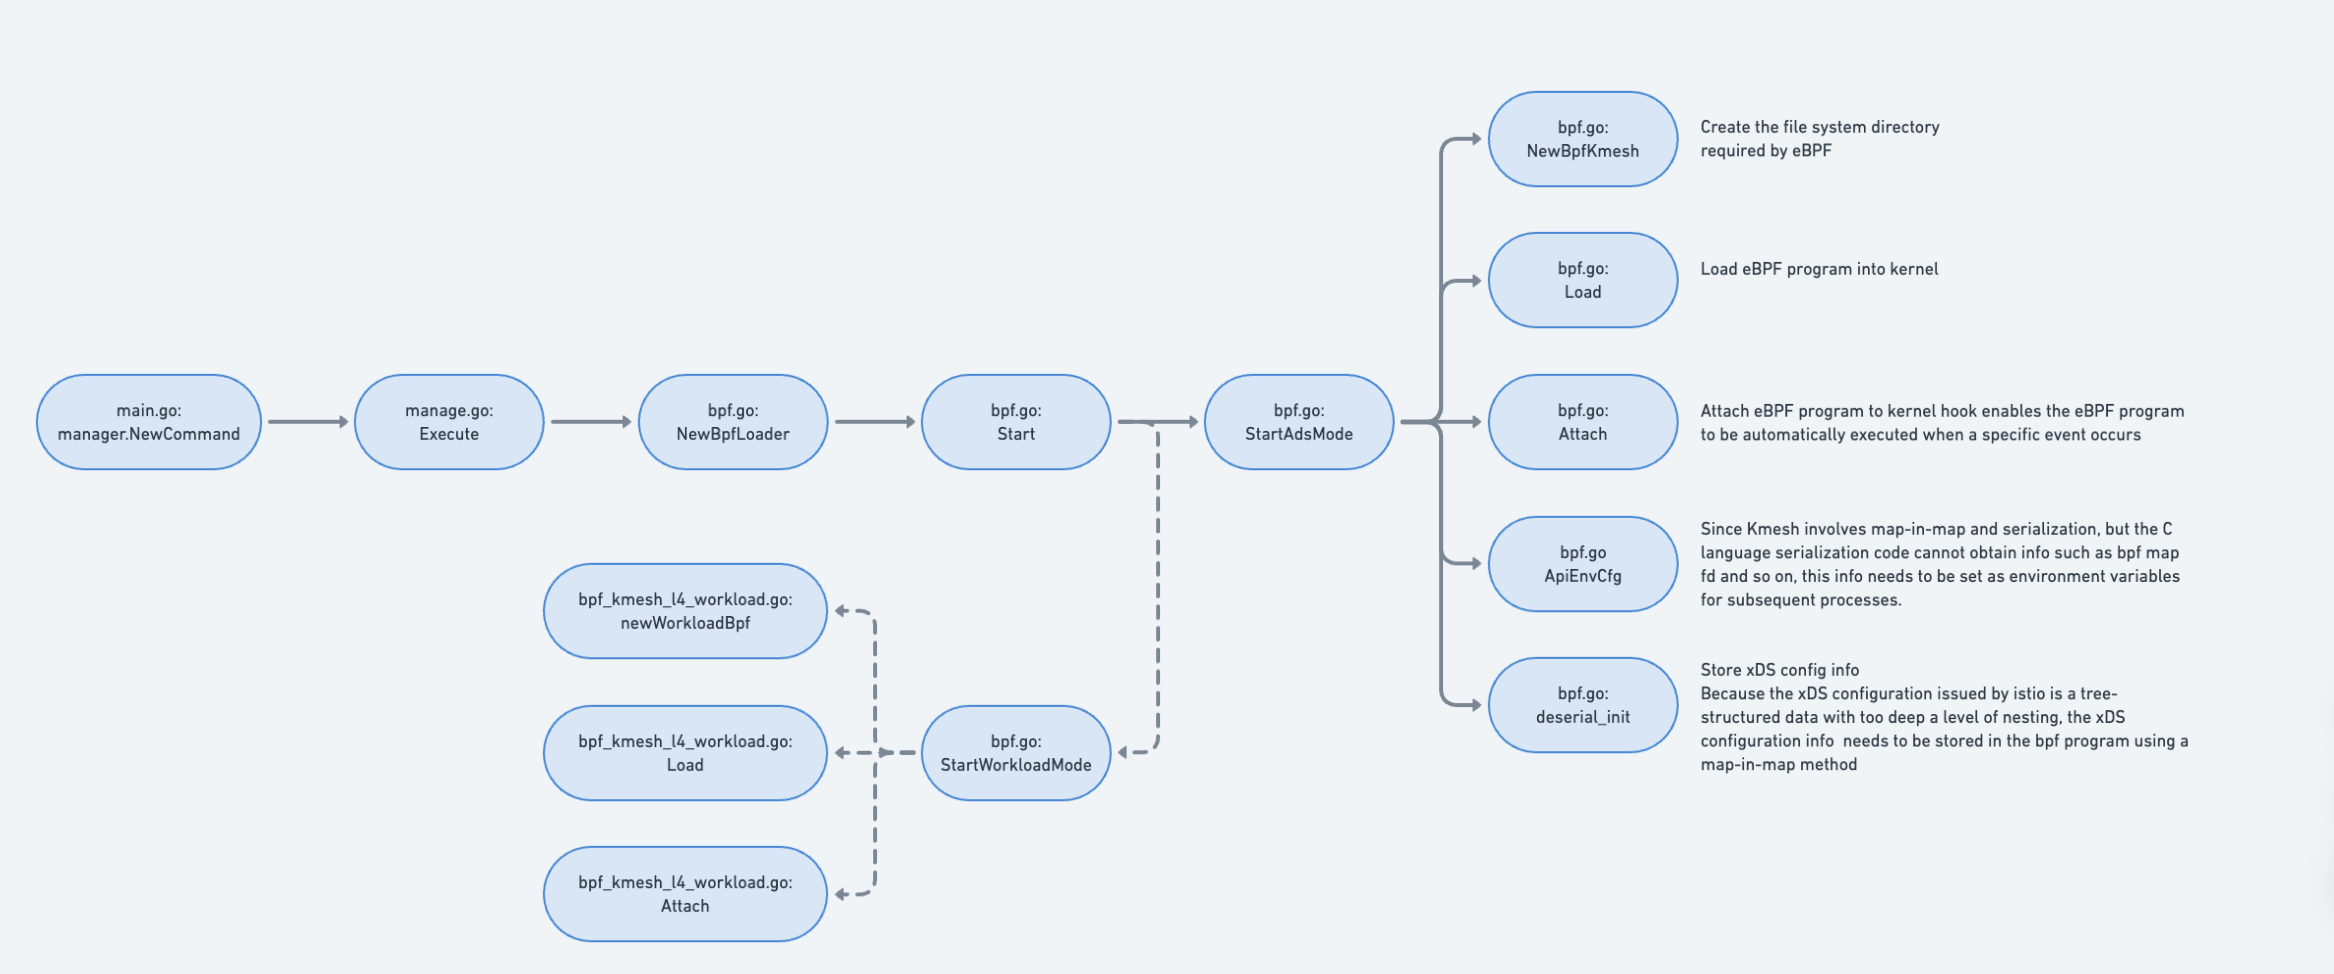 main.go:
manager.NewCommand
manage.go:
Execute
bpf.go:
NewBpfLoader
bpf.go:
Start
bpf.go:
StartAdsMode
bpf.go:
NewBpfKmesh
Create the file system directory
required by eBPF
bpf.go:
Load
Load eBPF program into kernel
bpf.go:
Attach
Attach eBPF program to kernel hook enables the eBPF program
to be automatically executed when a specific event occurs
bpf.go
ApiEnvCfg
Since Kmesh involves map-in-map and serialization, but the C
language serialization code cannot obtain info such as bpf map
fd and so on, this info needs to be set as environment variables
for subsequent processes.
bpf.go:
deserial_init
Store xDS config info
Because the xDS configuration issued by istio is a tree-
structured data with too deep a level of nesting, the xDS
configuration info  needs to be stored in the bpf program using a
map-in-map method
bpf.go:
StartWorkloadMode
bpf_kmesh_l4_workload.go:
newWorkloadBpf
bpf_kmesh_l4_workload.go:
Load
bpf_kmesh_l4_workload.go:
Attach